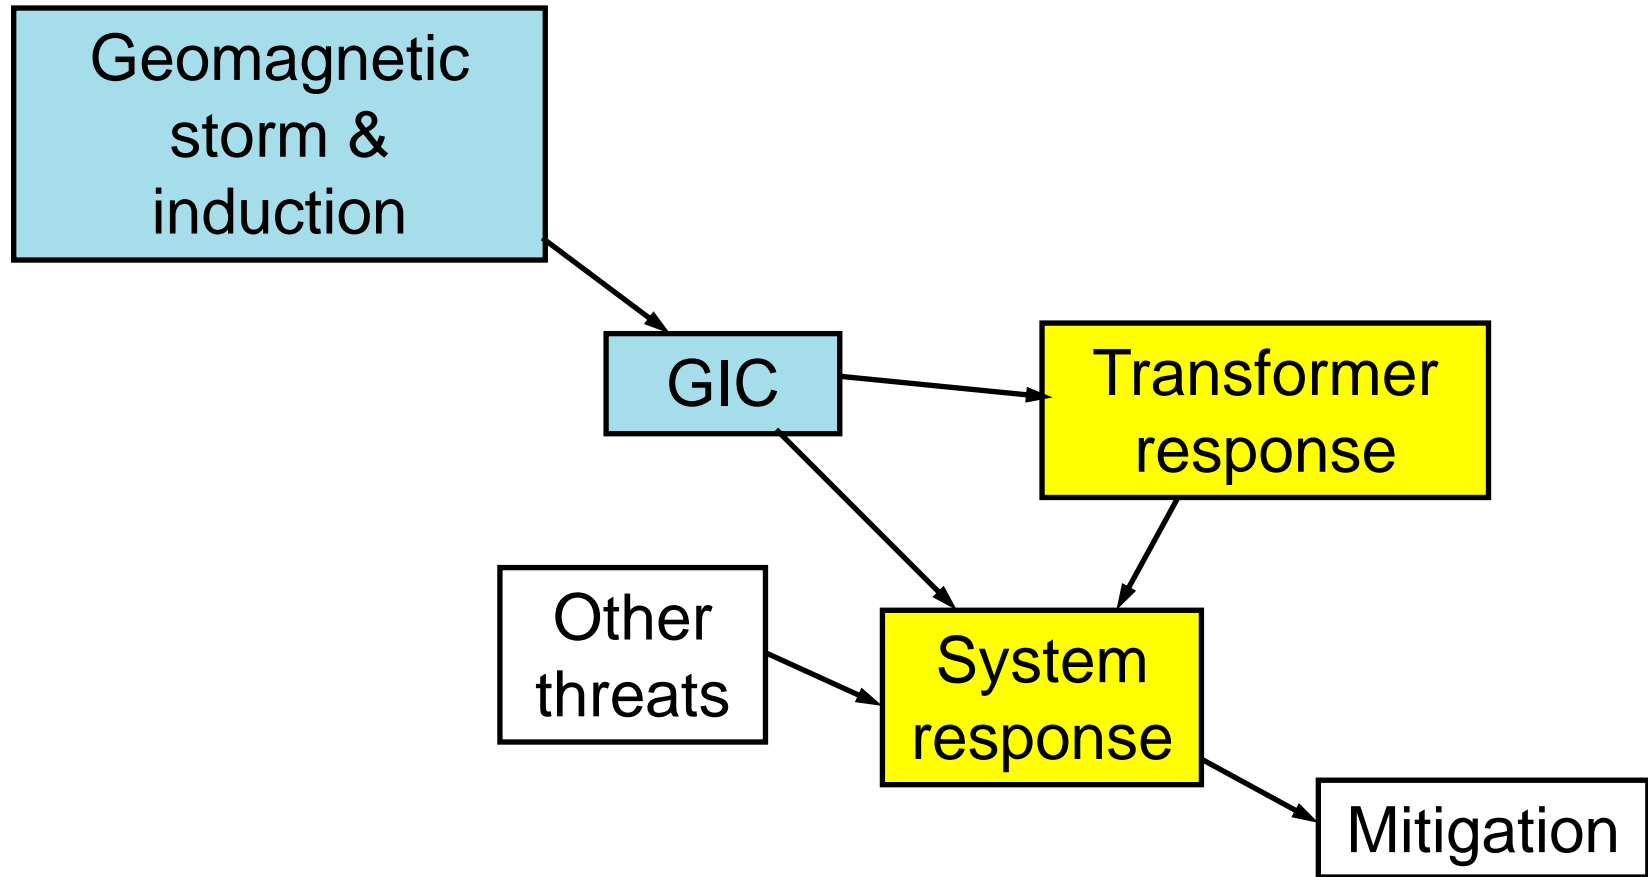 Geomagnetic
storm &
induction
GIC
Transformer
response
Other
threats
System
response
Mitigation